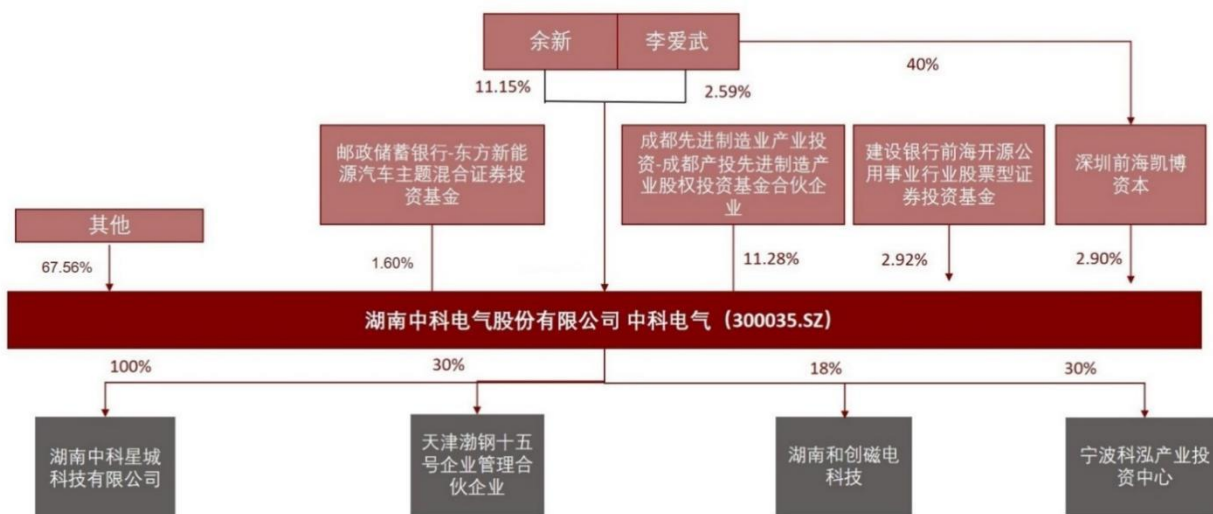 余新
李爱武
11.15%
2.59%
40%
邮政储蓄银行-东方新能
源汽车主题混合证券投
资基金
成都先进制造业产业投
资-成都产投先进制造产
业股权投资基金合伙企
业
建设银行前海开源公
用事业行业股票型证
券投资基金
深圳前海凯博
资本
其他
67.56%
1.60%
11.28%
2.92%
2.90%
湖南中科电气股份有限公司 中科电气（300035.SZ）
100%
30%
18%
30%
湖南中科星城
科技有限公司
天津渤钢十五
号企业管理合
伙企业
湖南和创磁电
科技
宁波科泓产业投
资中心